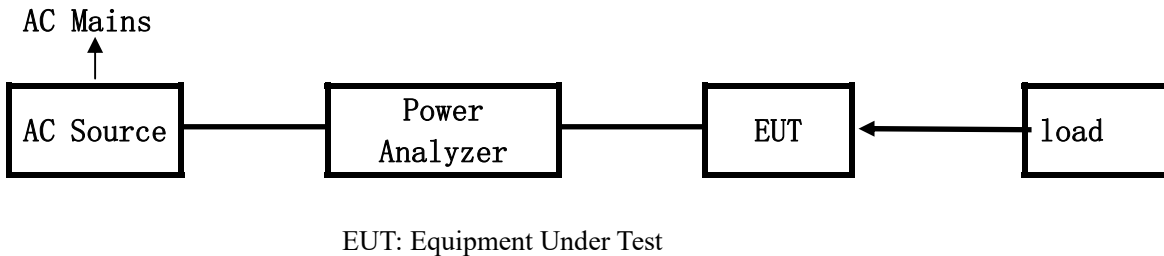 AC Mains
AC Source
Power
Analyzer
EUT
load
EUT: Equipment Under Test